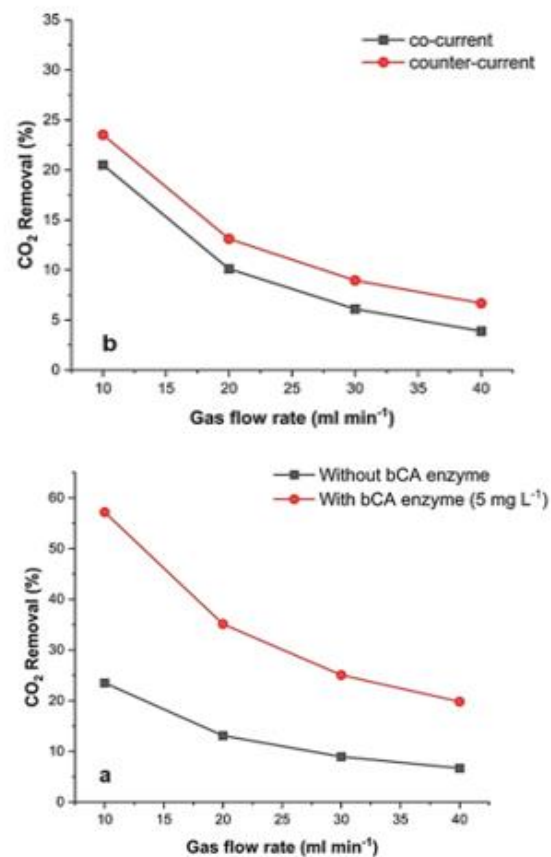 35
co-current
counter-current
30
25
20
15
10
5
0
CO₂ Removal (%)
b
10 15 20 25 30 35 40
Gas flow rate (ml min⁻¹)
Without bCA enzyme
With bCA enzyme (5 mg L⁻¹)
60
50
40
30
20
10
0
CO₂ Removal (%)
a
10 15 20 25 30 35 40
Gas flow rate (ml min⁻¹)